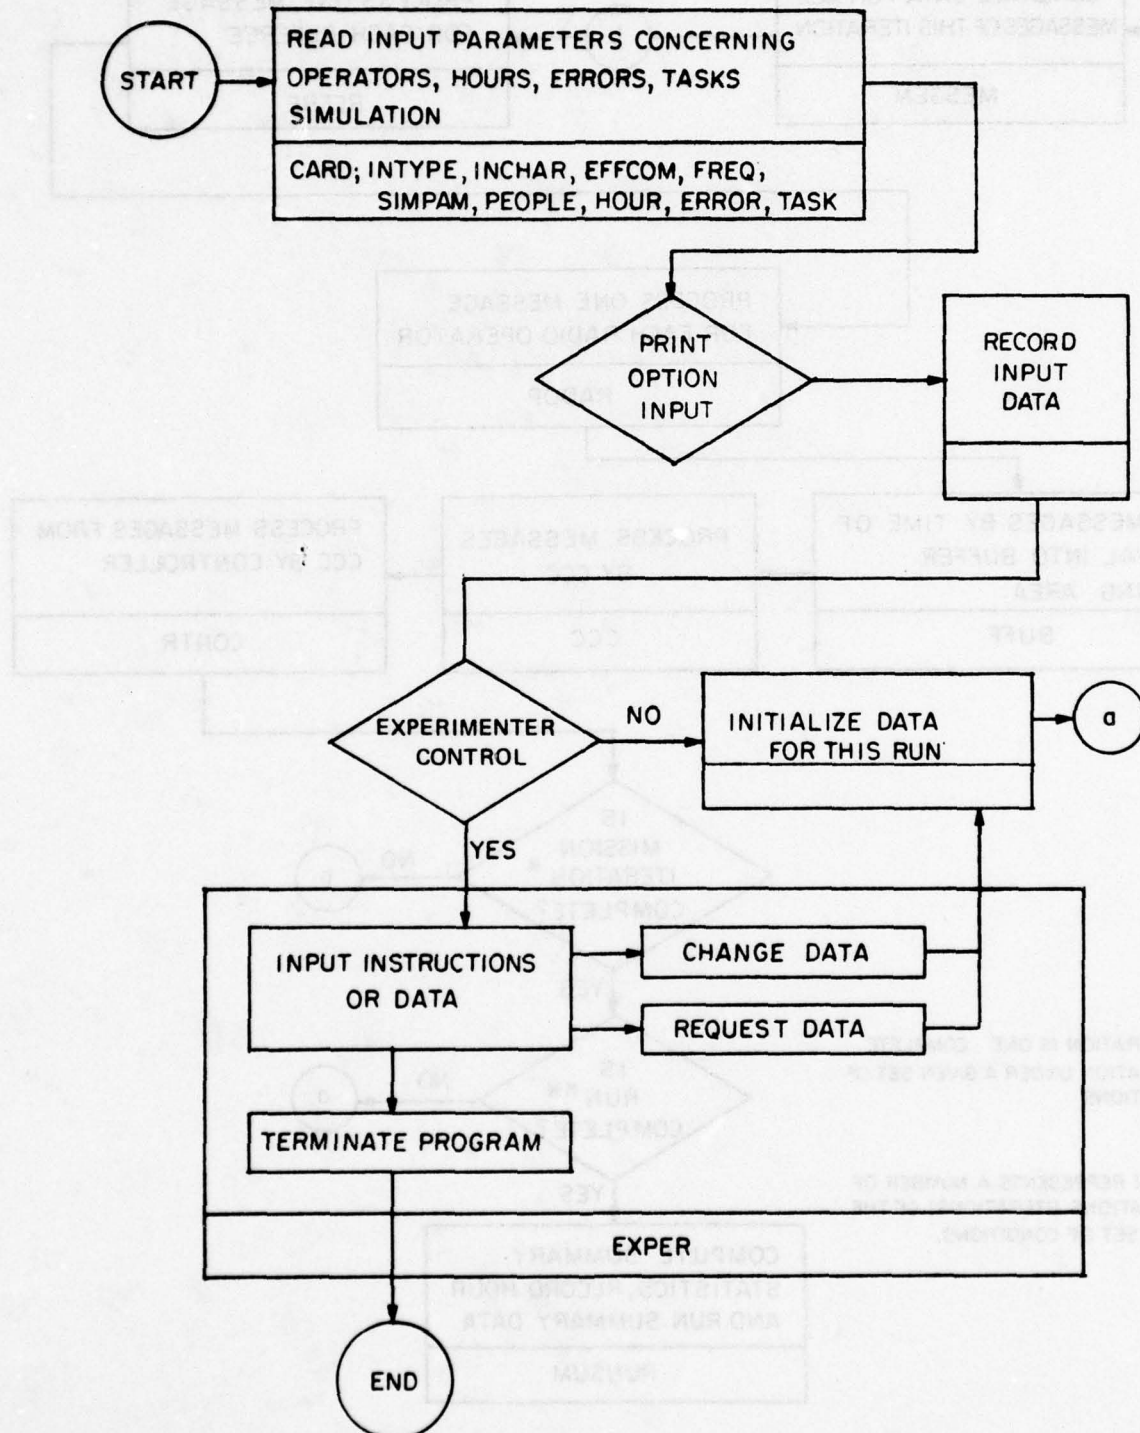 START
READ INPUT PARAMETERS CONCERNING
OPERATORS, HOURS, ERRORS, TASKS
SIMULATION
CARD; INTYPE, INCHAR, EFFCOM, FREQ,
SIMPAM, PEOPLE, HOUR, ERROR, TASK
PRINT
OPTION
INPUT
RECORD
INPUT
DATA
EXPERIMENTER
CONTROL
NO
INITIALIZE DATA
FOR THIS RUN
a
YES
INPUT INSTRUCTIONS
OR DATA
CHANGE DATA
REQUEST DATA
TERMINATE PROGRAM
EXPER
END